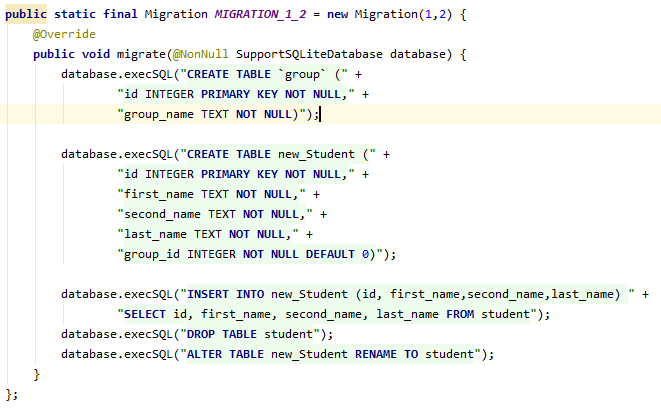 public static final Migration MIGRATION_1_2 = new Migration(1,2) {
    @Override
    public void migrate(@NonNull SupportSQLiteDatabase database) {
        database.execSQL("CREATE TABLE `group` (" +
                "id INTEGER PRIMARY KEY NOT NULL," +
                "group_name TEXT NOT NULL)");

        database.execSQL("CREATE TABLE new_Student (" +
                "id INTEGER PRIMARY KEY NOT NULL," +
                "first_name TEXT NOT NULL," +
                "second_name TEXT NOT NULL," +
                "last_name TEXT NOT NULL," +
                "group_id INTEGER NOT NULL DEFAULT 0)");

        database.execSQL("INSERT INTO new_Student (id, first_name,second_name,last_name) " +
                "SELECT id, first_name, second_name, last_name FROM student");
        database.execSQL("DROP TABLE student");
        database.execSQL("ALTER TABLE new_Student RENAME TO student");
    }
};